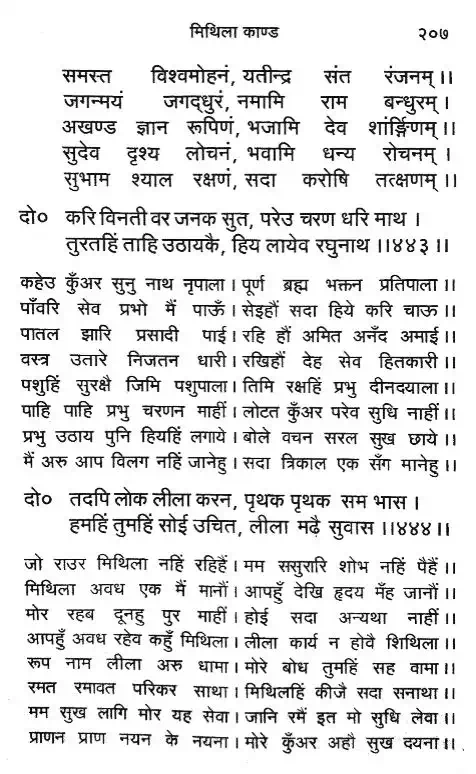 मिथिला काण्ड २०७
समस्त विश्वमोहनं, यतीन्द्र संत रंजनम् ।।
जगन्मयं जगद्धुरं, नमामि राम बन्धुरम् ।
अखण्ड ज्ञान रूपिणं, भजामि देव शांर्ङ्गिणम् ।।
सुदेव दृश्य लोचनं, भवामि धन्य रोचनम् ।
सुभाम श्याल रक्षणं, सदा करोषि तत्क्षणम् ।।
दो० करि विनती वर जनक सुत, परेउ चरण धरि माथ ।
तुरतहिं ताहि उठायकै, हिय लायेव रघुनाथ ।।४४३।।
कहेउ कुँअर सुनु नाथ नृपाला । पूर्ण ब्रह्म भक्तन प्रतिपाला ।।
पाँवरि सेव प्रभो मैं पाऊँ । सेइहौं सदा हिये करि चाऊ ।।
पातल झारि प्रसादी पाई । रहि हौं अमित अनँद अमाई ।।
वस्त्र उतारे निजतन धारी । रखिहौं देह सेव हितकारी ।।
पशुहिं सुरक्षै जिमि पशुपाला । तिमि रक्षहिं प्रभु दीनदयाला ।।
पाहि पाहि प्रभु चरणन माहीं । लोटत कुँअर परेव सुधि नाहीं ।।
प्रभु उठाय पुनि हियहिं लगाये । बोले वचन सरल सुख छाये ।।
मैं अरु आप विलग नहिं जानेहु । सदा त्रिकाल एक सँग मानेहु ।।
दो० तदपि लोक लीला करन, पृथक पृथक सम भास ।
हमहिं तुमहिं सोई उचित, लीला मढ़ै सुवास ।।४४४।।
जो राउर मिथिला नहिं रहिहैं । मम ससुरारि शोभ नहिं पैहैं ।।
मिथिला अवध एक मैं मानौं । आपहुँ देखि हृदय मँह जानौं ।।
मोर रहब दूनहु पुर माहीं । होई सदा अन्यथा नाहीं ।।
आपहुँ अवध रहेव कहुँ मिथिला । लीला कार्य न होवै शिथिला ।।
रूप नाम लीला अरु धामा । मोरे बोध तुमहिं सह वामा ।।
रमत रमावत परिकर साथा । मिथिलहिं कीजै सदा सनाथा ।।
मम सुख लागि मोर यह सेवा । जानि रमैं इत मो सुधि लेवा ।।
प्राणन प्राण नयन के नयना । मोरे कुँअर अहौ सुख दयना ।।